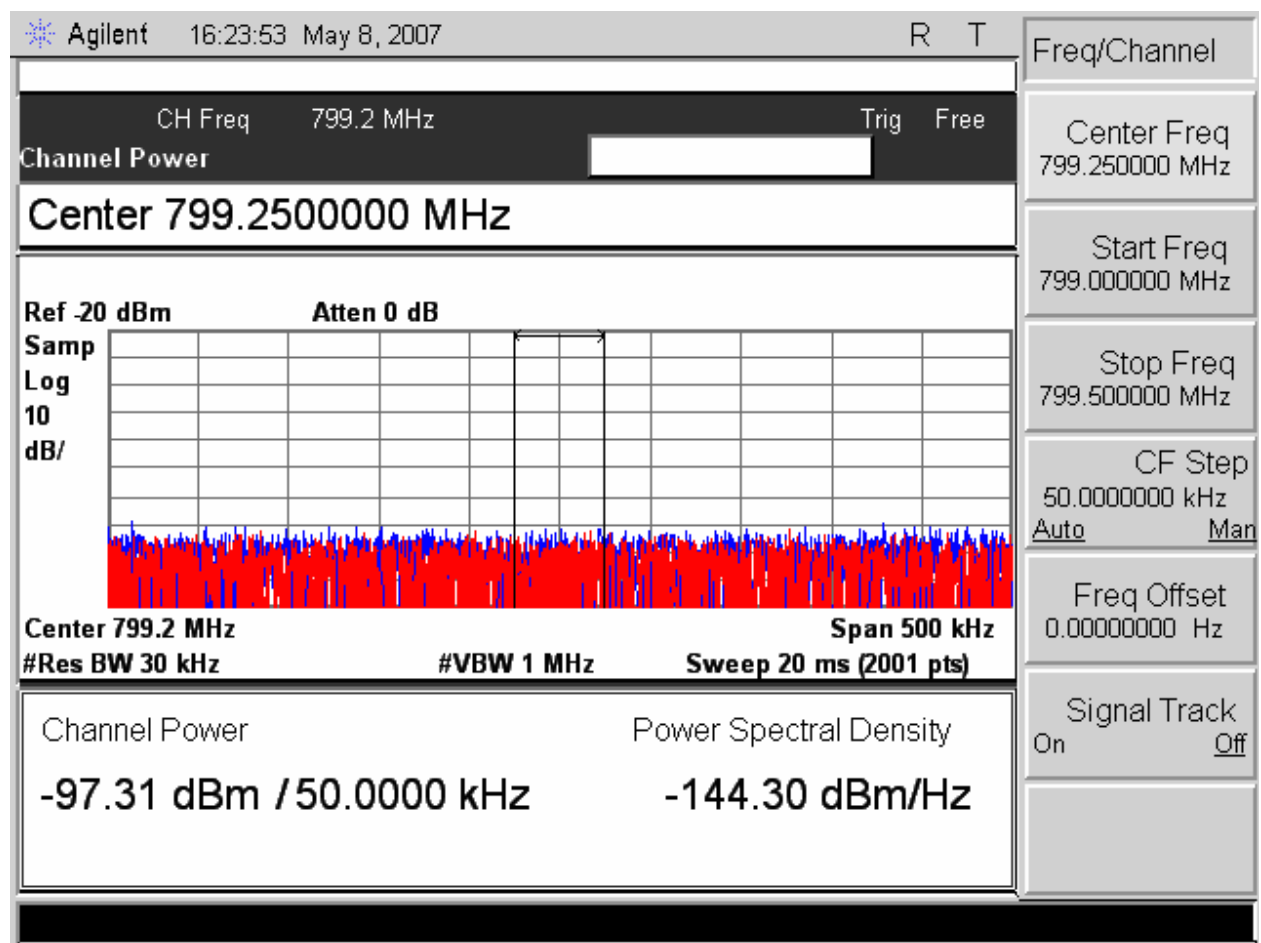 Agilent 16:23:53 May 8, 2007 R T
Freq/Channel
CH Freq 799.2 MHz Trig Free
Channel Power
Center 799.2500000 MHz
Ref -20 dBm Atten 0 dB
Samp
Log
10
dB/
Center 799.2 MHz Span 500 kHz
#Res BW 30 kHz #VBW 1 MHz Sweep 20 ms (2001 pts)
Channel Power Power Spectral Density
-97.31 dBm / 50.0000 kHz -144.30 dBm/Hz
Center Freq
799.250000 MHz
Start Freq
799.000000 MHz
Stop Freq
799.500000 MHz
CF Step
50.0000000 kHz
Auto Man
Freq Offset
0.00000000 Hz
Signal Track
On Off